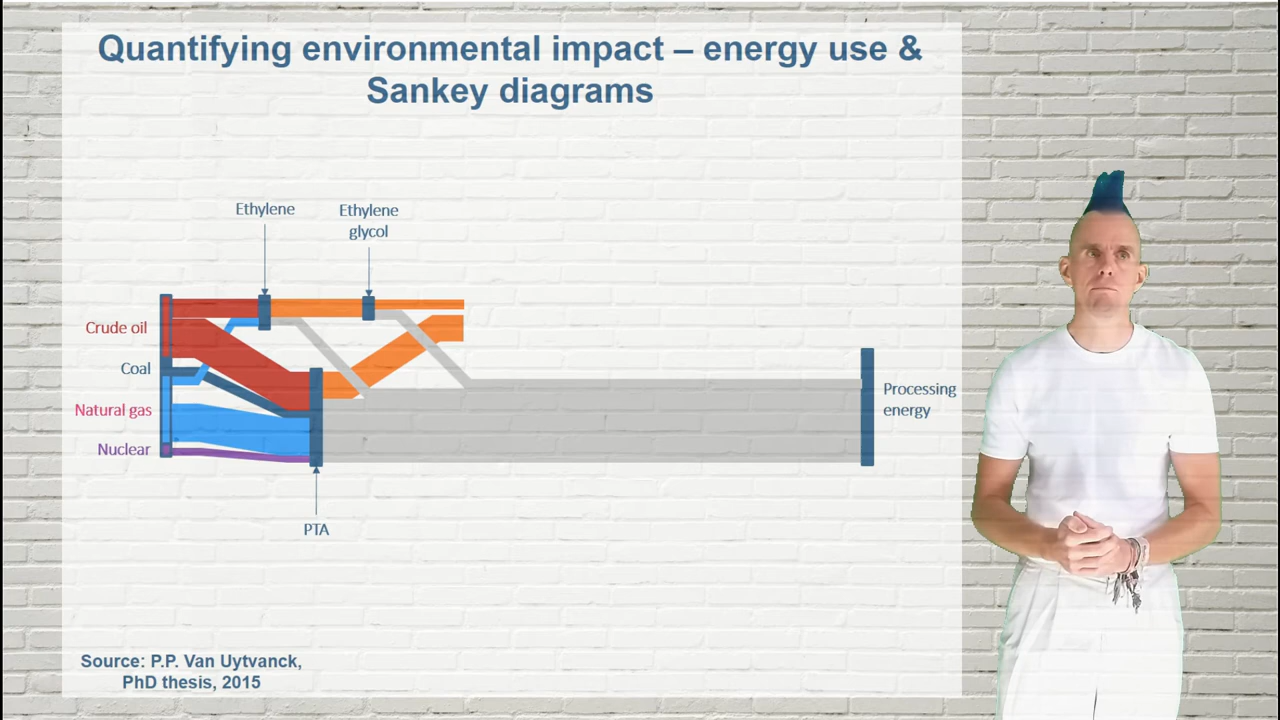 Quantifying environmental impact – energy use &
Sankey diagrams
Ethylene
Ethylene
glycol
Crude oil
Coal
Natural gas
Nuclear
Processing
energy
PTA
Source: P.P. Van Uytvanck,
PhD thesis, 2015